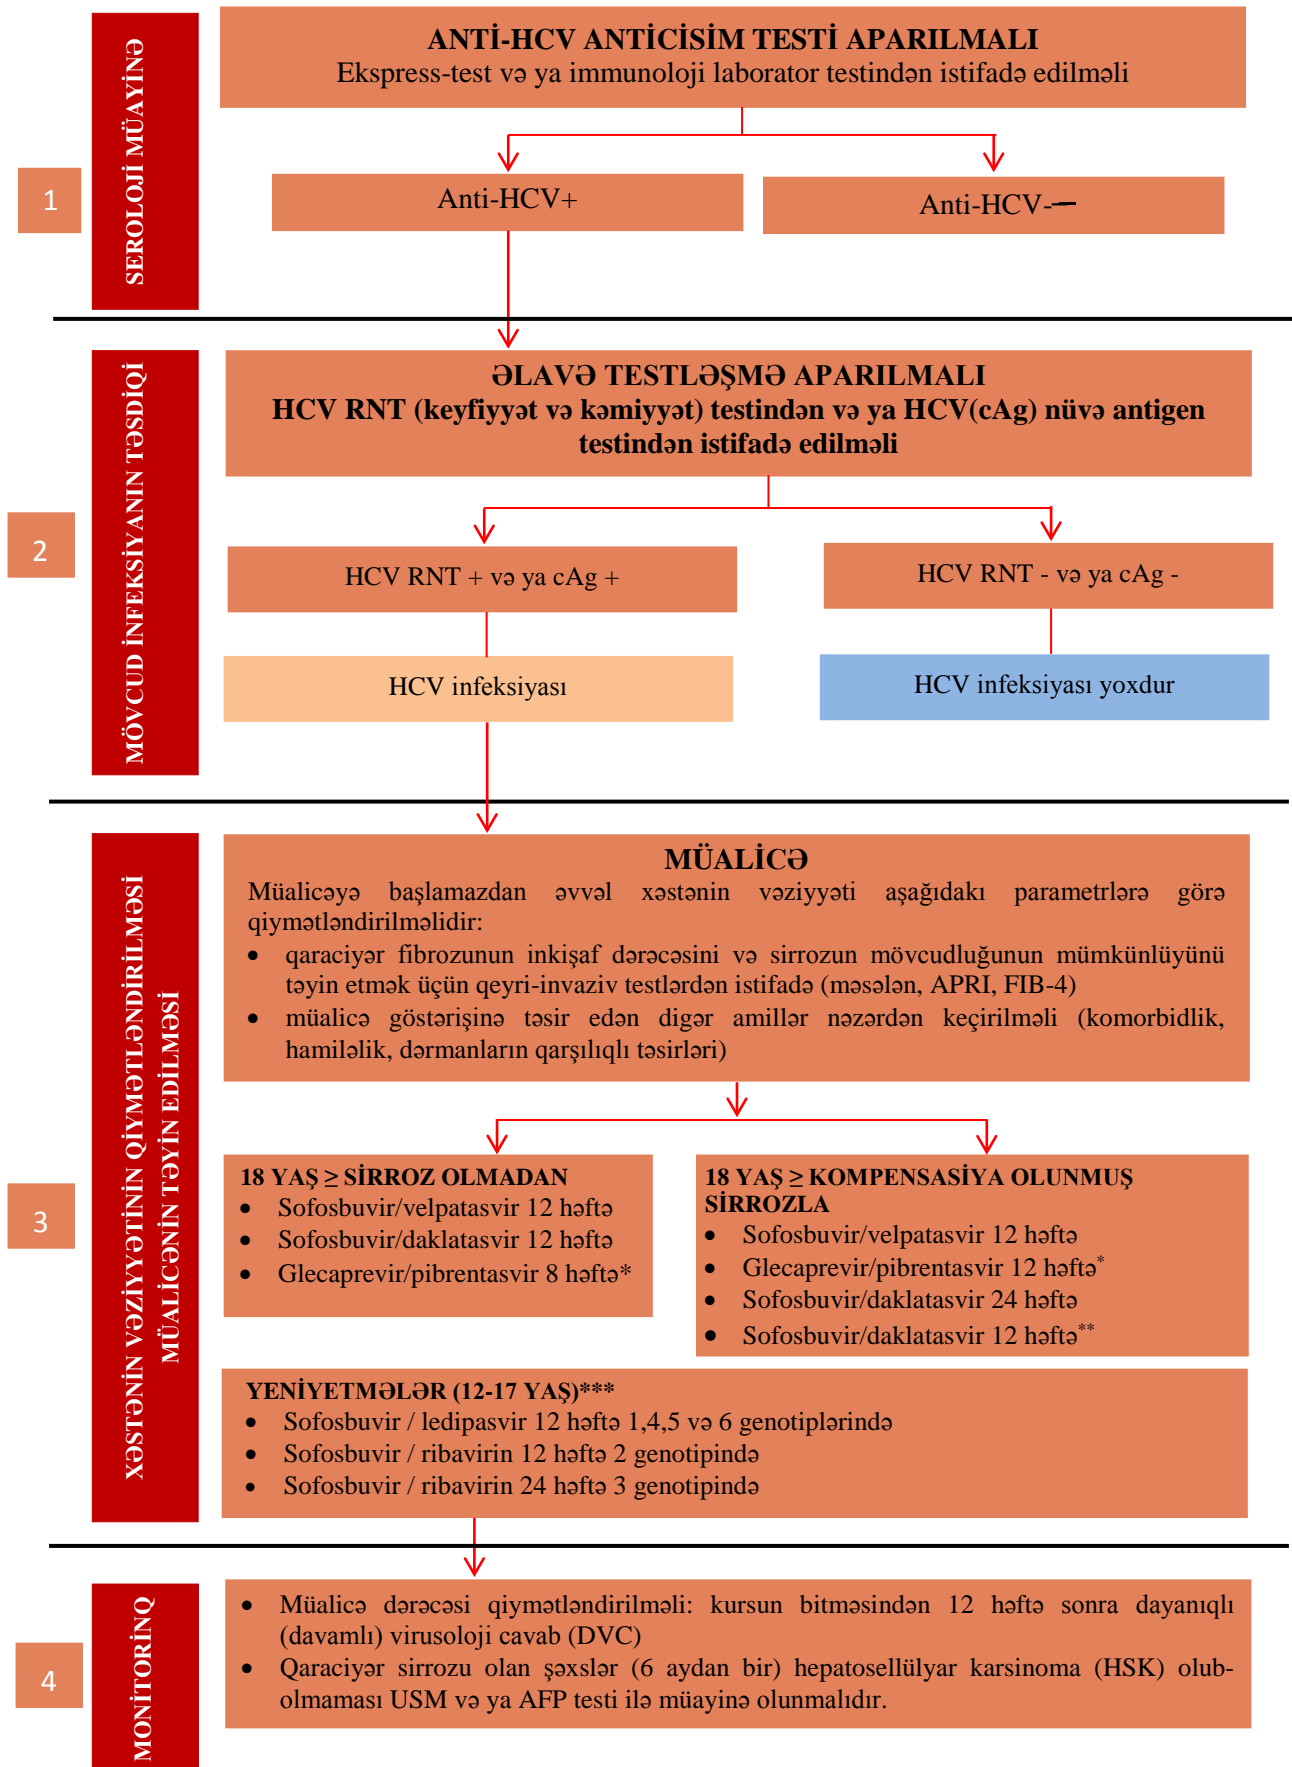 SEROLOJİ MÜAYİNƏ
1
ANTİ-HCV ANTİCİSİM TESTİ APARILMALI
Ekspress-test və ya immunoloji laborator testindən istifadə edilməli
Anti-HCV+
Anti-HCV-–
MÖVCUD İNFEKSİYANIN TƏSDİQİ
2
ƏLAVƏ TESTLƏŞMƏ APARILMALI
HCV RNT (keyfiyyət və kəmiyyət) testindən və ya HCV(cAg) nüvə antigen
testindən istifadə edilməli
HCV RNT + və ya cAg +
HCV RNT - və ya cAg -
HCV infeksiyası
HCV infeksiyası yoxdur
XƏSTƏNİN VƏZİYYƏTİNİN QİYMƏTLƏNDİRİLMƏSİ
MÜALİCƏNİN TƏYİN EDİLMƏSİ
3
MÜALİCƏ
Müalicəyə başlamazdan əvvəl xəstənin vəziyyəti aşağıdakı parametrlərə görə
qiymətləndirilməlidir:
• qaraciyər fibrozunun inkişaf dərəcəsini və sirrozun mövcudluğunun mümkünlüyünü
təyin etmək üçün qeyri-invaziv testlərdən istifadə (məsələn, APRI, FIB-4)
• müalicə göstərişinə təsir edən digər amillər nəzərdən keçirilməli (komorbidlik,
hamiləlik, dərmanların qarşılıqlı təsirləri)
18 YAŞ ≥ SİRROZ OLMADAN
• Sofosbuvir/velpatasvir 12 həftə
• Sofosbuvir/daklatasvir 12 həftə
• Glecaprevir/pibrentasvir 8 həftə*
18 YAŞ ≥ KOMPENSASİYA OLUNMUŞ
SİRROZLA
• Sofosbuvir/velpatasvir 12 həftə
• Glecaprevir/pibrentasvir 12 həftə*
• Sofosbuvir/daklatasvir 24 həftə
• Sofosbuvir/daklatasvir 12 həftə**
YENİYETMƏLƏR (12-17 YAŞ)***
• Sofosbuvir / ledipasvir 12 həftə 1,4,5 və 6 genotiplərində
• Sofosbuvir / ribavirin 12 həftə 2 genotipində
• Sofosbuvir / ribavirin 24 həftə 3 genotipində
MONİTORİNQ
4
• Müalicə dərəcəsi qiymətləndirilməli: kursun bitməsindən 12 həftə sonra dayanıqlı
(davamlı) virusoloji cavab (DVC)
• Qaraciyər sirrozu olan şəxslər (6 aydan bir) hepatosellülyar karsinoma (HSK) olub-
olmaması USM və ya AFP testi ilə müayinə olunmalıdır.